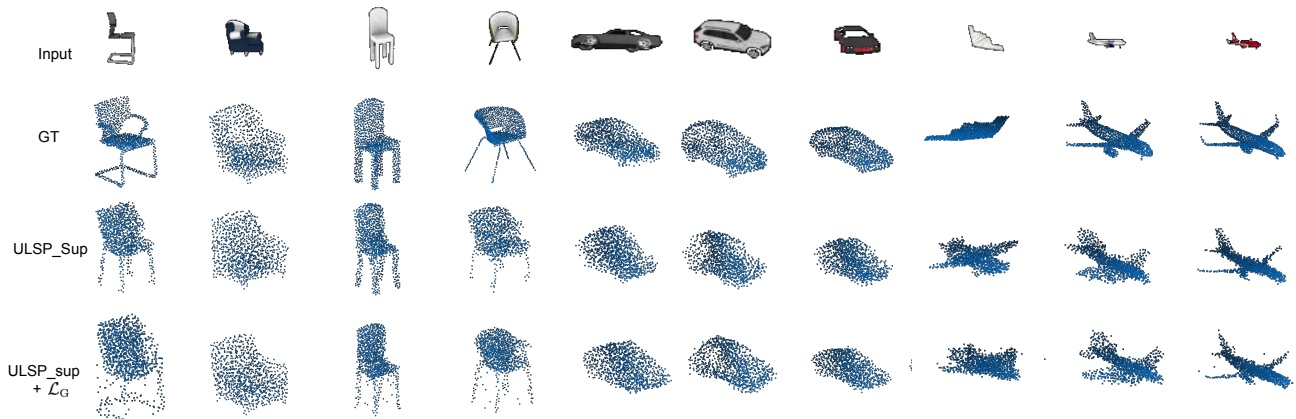 Input
GT
ULSP_Sup
ULSP_sup
+ ℒ_G